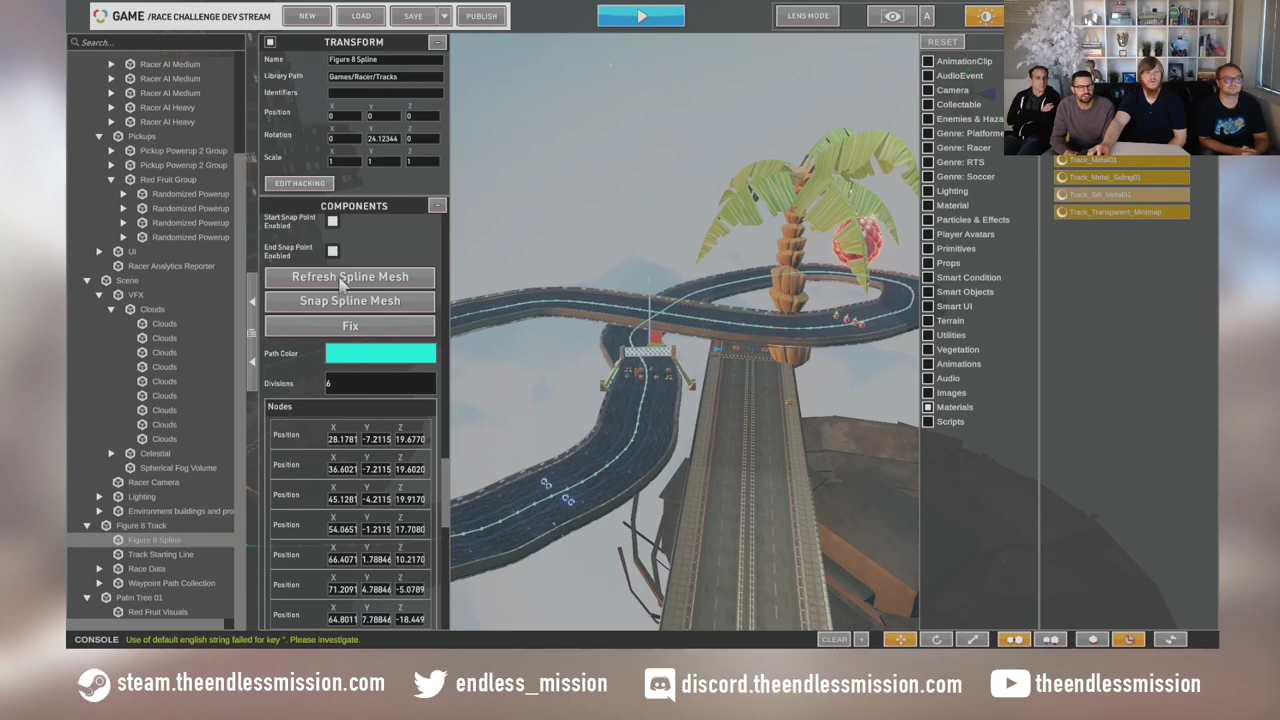 GAME /RACE CHALLENGE DEV STREAM
NEW
LOAD
SAVE
PUBLISH
LENS MODE
A
Search...
Racer AI Medium
Racer AI Medium
Racer AI Medium
Racer AI Heavy
Racer AI Heavy
Pickups
Pickup Powerup 2 Group
Pickup Powerup 2 Group
Red Fruit Group
Randomized Powerup
Randomized Powerup
Randomized Powerup
Randomized Powerup
UI
Racer Analytics Reporter
Scene
VFX
Clouds
Clouds
Clouds
Clouds
Clouds
Clouds
Clouds
Clouds
Clouds
Clouds
Celestial
Spherical Fog Volume
Racer Camera
Lighting
Environment buildings and pro
Figure 8 Track
Figure 8 Spline
Track Starting Line
Race Data
Waypoint Path Collection
Palm Tree 01
Red Fruit Visuals
TRANSFORM
Name Figure 8 Spline
Library Path Games/Racer/Tracks
Identifiers
X Y Z
Position 0 0 0
X Y Z
Rotation 0 24.12344 0
X Y Z
Scale 1 1 1
EDIT HACKING
COMPONENTS
Start Snap Point
Enabled
End Snap Point
Enabled
Refresh Spline Mesh
Snap Spline Mesh
Fix
Path Color
Divisions 6
Nodes
X Y Z
Position 28.1781 -7.2115 19.6770
X Y Z
Position 36.6021 -7.2115 19.6020
X Y Z
Position 45.1281 -4.2115 19.9170
X Y Z
Position 54.0651 -1.2115 17.7080
X Y Z
Position 66.4071 1.78846 10.2170
X Y Z
Position 71.2091 4.78846 -5.0789
X Y Z
Position 64.8011 7.78846 -18.449
RESET
AnimationClip
AudioEvent
Camera
Collectable
Enemies & Haza
Genre: Platforme
Genre: Racer
Genre: RTS
Genre: Soccer
Lighting
Material
Particles & Effects
Player Avatars
Primitives
Props
Smart Condition
Smart Objects
Smart UI
Terrain
Utilities
Vegetation
Animations
Audio
Images
Materials
Scripts
Track_Metal01
Track_Metal_Siding01
Track_Silk_Metal01
Track_Transparent_Minimap
CONSOLE Use of default english string failed for key ''. Please investigate.
CLEAR
+
steam.theendlessmission.com
endless_mission
discord.theendlessmission.com
theendlessmission